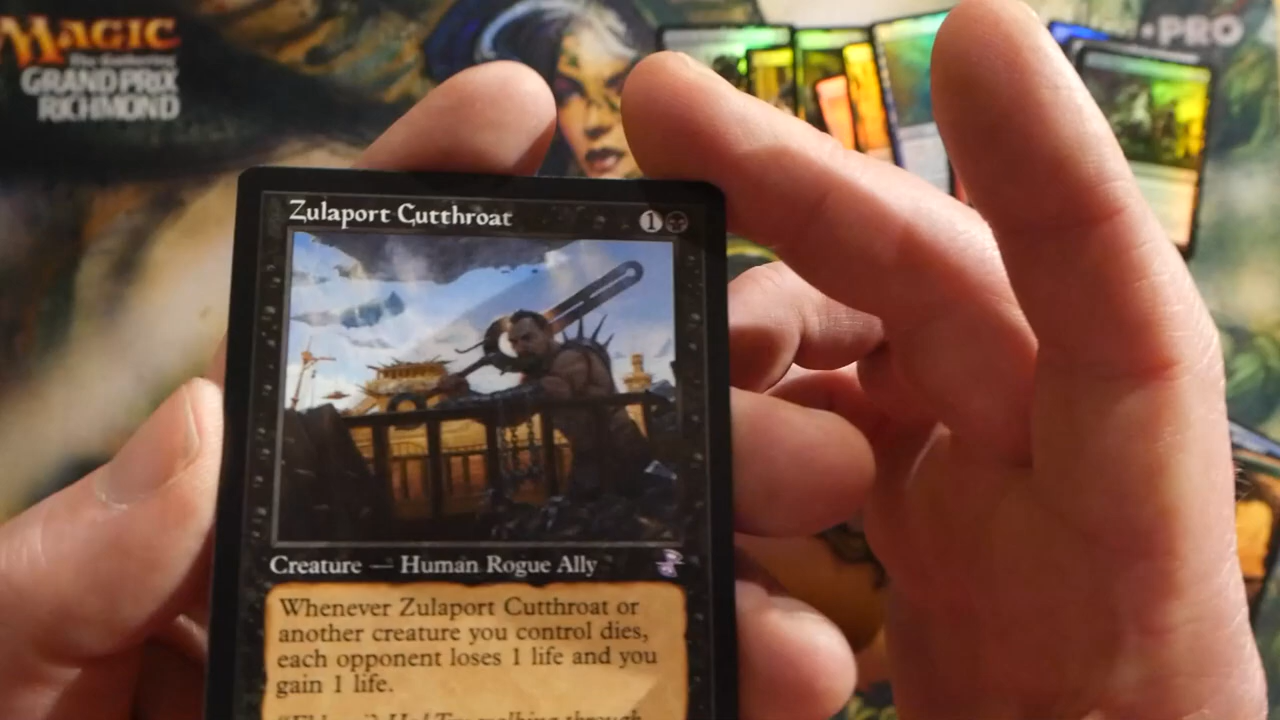 MAGIC
The Gathering
GRAND PRIX
RICHMOND
PRO
Zulaport Cutthroat
1
Creature — Human Rogue Ally
Whenever Zulaport Cutthroat or
another creature you control dies,
each opponent loses 1 life and you
gain 1 life.